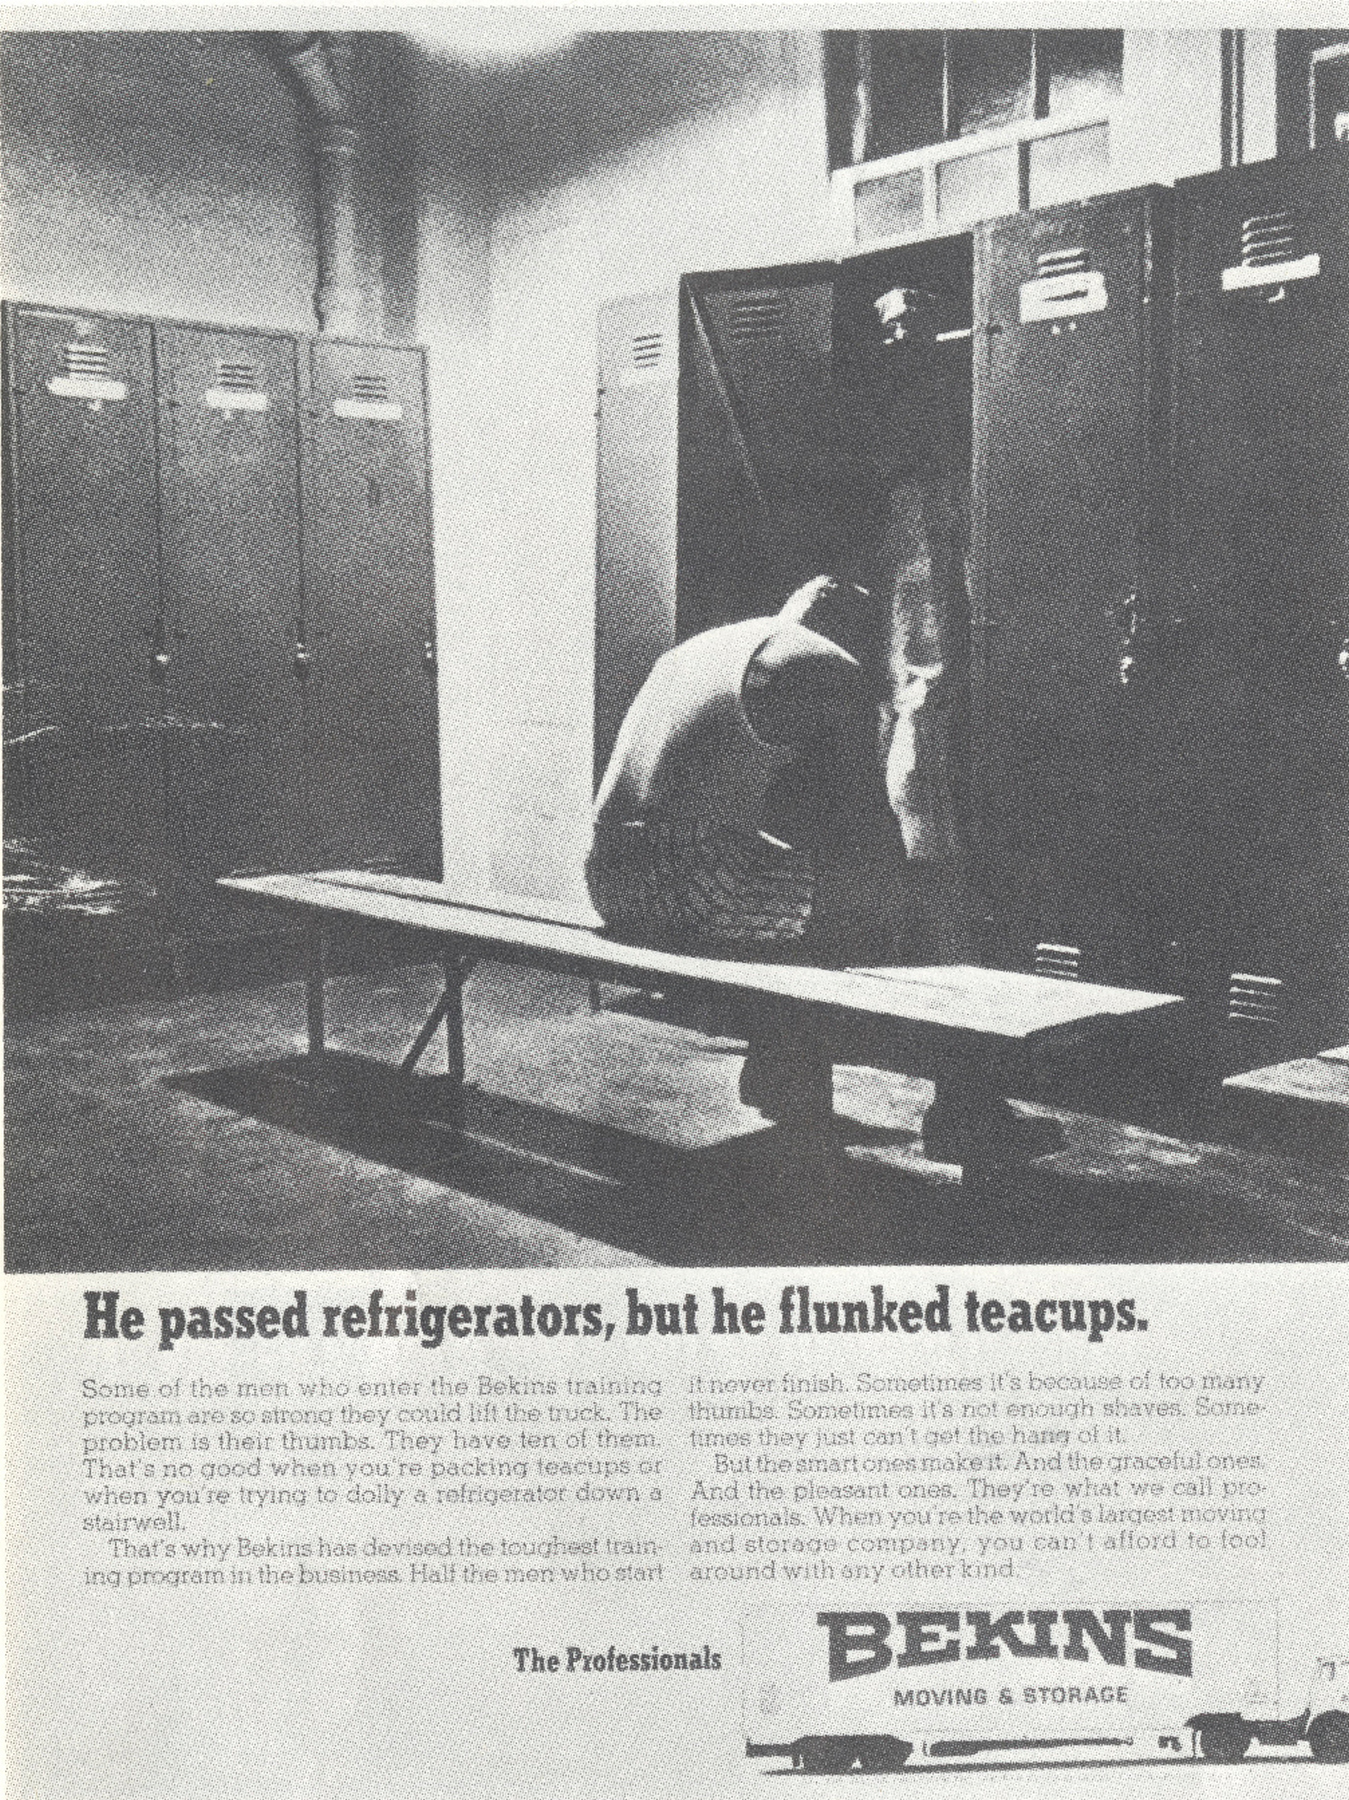 He passed refrigerators, but he flunked teacups.
Some of the men who enter the Bekins training
program are so strong they could lift the truck. The
problem is their thumbs. They have ten of them.
That's no good when you're packing teacups or
when you're trying to dolly a refrigerator down a
stairwell.
That's why Bekins has devised the toughest train-
ing program in the business. Half the men who start
it never finish. Sometimes it's because of too many
thumbs. Sometimes it's not enough shaves. Some-
times they just can't get the hang of it.
But the smart ones make it. And the graceful ones.
And the pleasant ones. They're what we call pro-
fessionals. When you're the world's largest moving
and storage company, you can't afford to fool
around with any other kind.
The Professionals
BEKINS
MOVING & STORAGE